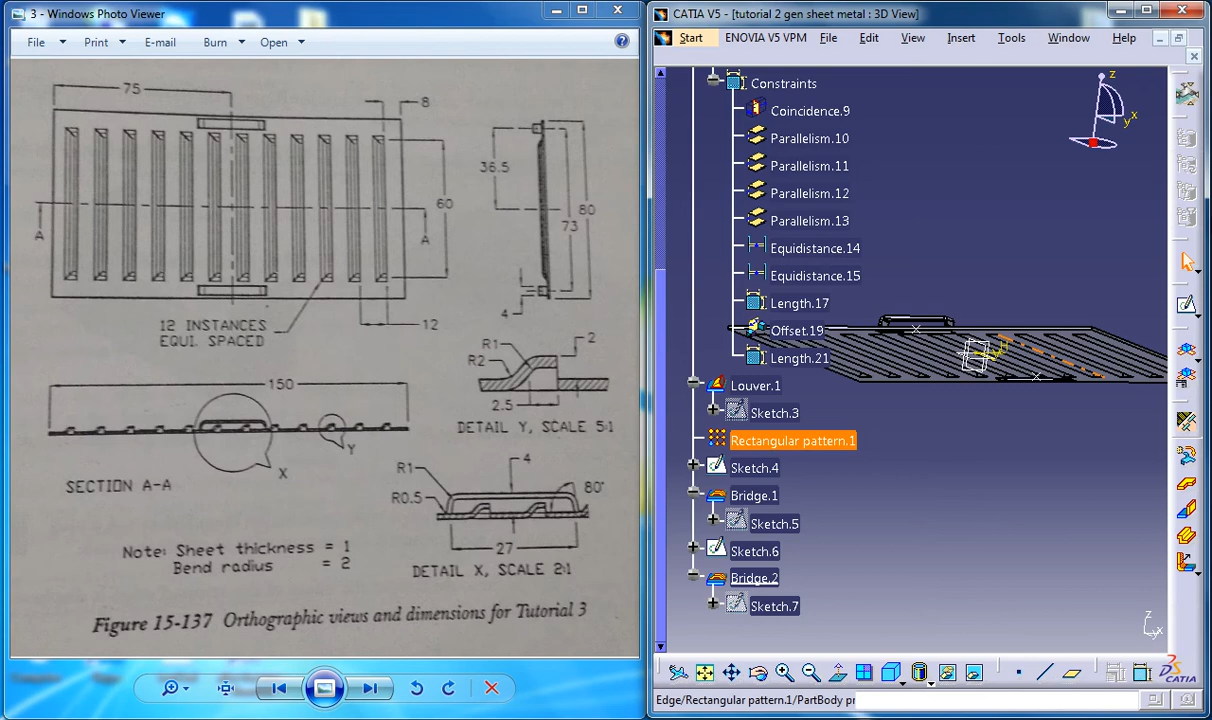 3 - Windows Photo Viewer
File Print E-mail Burn Open
75
8
36.5
80
73
60
A
A
4
12 INSTANCES
EQUI. SPACED
12
R1
R2
2
2.5
DETAIL Y, SCALE 5:1
150
X
Y
SECTION A-A
R1
R0.5
4
80°
27
DETAIL X, SCALE 2:1
Note: Sheet thickness = 1
Bend radius = 2
Figure 15-137 Orthographic views and dimensions for Tutorial 3
CATIA V5 - [tutorial 2 gen sheet metal : 3D View]
Start ENOVIA V5 VPM File Edit View Insert Tools Window Help
Constraints
Coincidence.9
Parallelism.10
Parallelism.11
Parallelism.12
Parallelism.13
Equidistance.14
Equidistance.15
Length.17
Offset.19
Length.21
Louver.1
Sketch.3
Rectangular pattern.1
Sketch.4
Bridge.1
Sketch.5
Sketch.6
Bridge.2
Sketch.7
z
x
y
H
z
x
y
CATIA
Edge/Rectangular pattern.1/PartBody pr